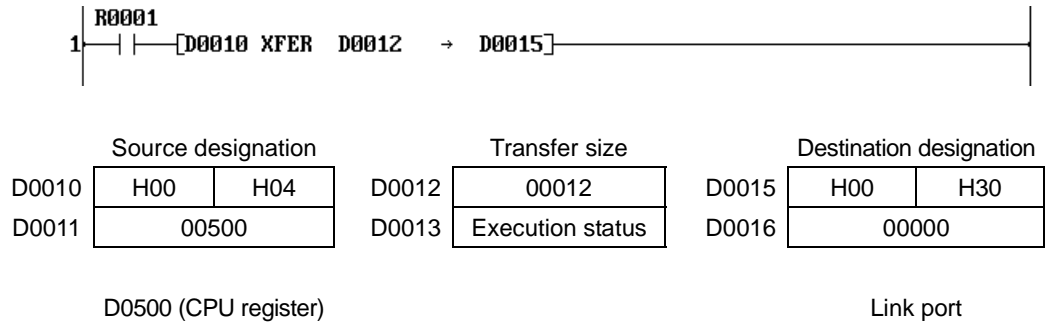 R0001
1 [D0010 XFER D0012 → D0015]
Source designation Transfer size Destination designation
D0010 H00 H04 D0012 00012 D0015 H00 H30
D0011 00500 D0013 Execution status D0016 00000
D0500 (CPU register) Link port